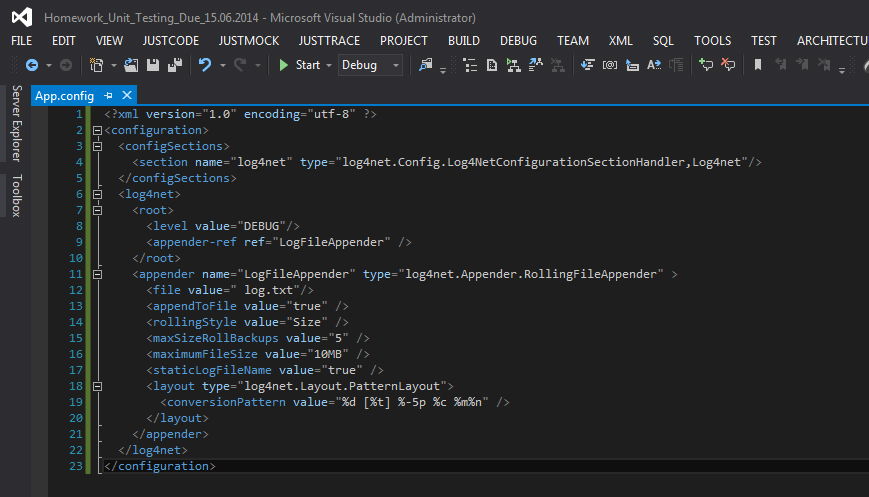 Homework_Unit_Testing_Due_15.06.2014 - Microsoft Visual Studio (Administrator)
FILE EDIT VIEW JUSTCODE JUSTMOCK JUSTTRACE PROJECT BUILD DEBUG TEAM XML SQL TOOLS TEST ARCHITECTU
Start Debug
Server Explorer
Toolbox
App.config
1 <?xml version="1.0" encoding="utf-8" ?>
2 <configuration>
3 <configSections>
4 <section name="log4net" type="log4net.Config.Log4NetConfigurationSectionHandler,Log4net"/>
5 </configSections>
6 <log4net>
7 <root>
8 <level value="DEBUG"/>
9 <appender-ref ref="LogFileAppender" />
10 </root>
11 <appender name="LogFileAppender" type="log4net.Appender.RollingFileAppender" >
12 <file value=" log.txt"/>
13 <appendToFile value="true" />
14 <rollingStyle value="Size" />
15 <maxSizeRollBackups value="5" />
16 <maximumFileSize value="10MB" />
17 <staticLogFileName value="true" />
18 <layout type="log4net.Layout.PatternLayout">
19 <conversionPattern value="%d [%t] %-5p %c %m%n" />
20 </layout>
21 </appender>
22 </log4net>
23 </configuration>